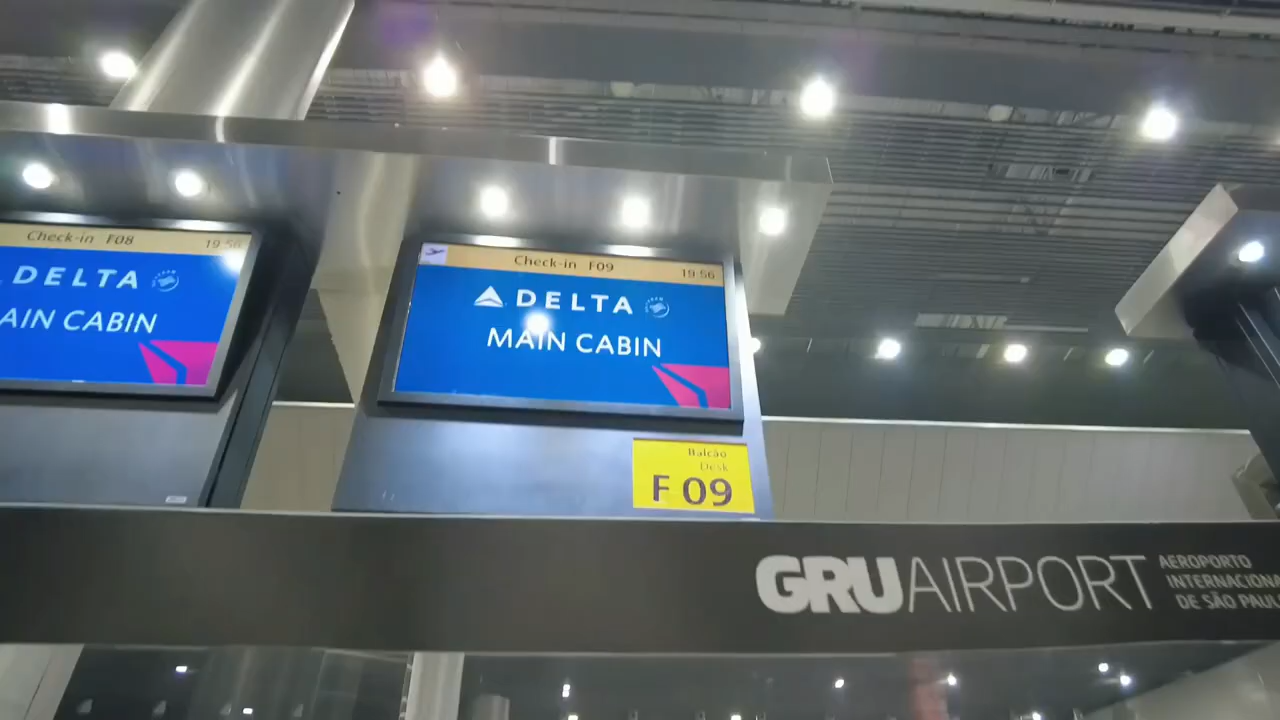 Check-in F08 19:56
DELTA
AIN CABIN
Check-in F09 19:56
DELTA
MAIN CABIN
Balcão
Desk
F 09
GRUAIRPORT
AEROPORTO
INTERNACIONA
DE SÃO PAUL